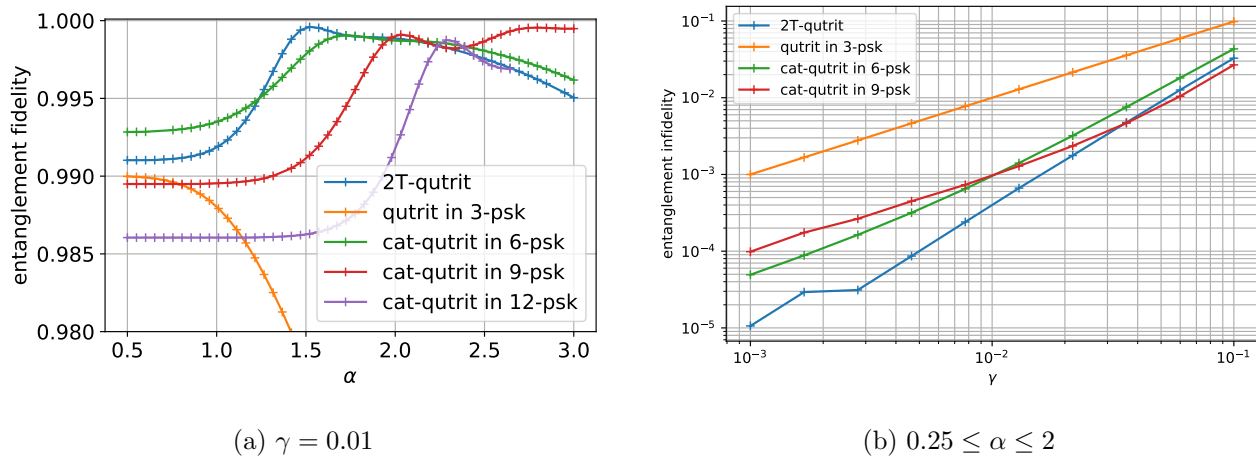 1.000
0.995
0.990
0.985
0.980
entanglement fidelity
2T-qutrit
qutrit in 3-psk
cat-qutrit in 6-psk
cat-qutrit in 9-psk
cat-qutrit in 12-psk
0.5 1.0 1.5 2.0 2.5 3.0
α
(a) γ = 0.01
10⁻¹
10⁻²
10⁻³
10⁻⁴
10⁻⁵
entanglement infidelity
2T-qutrit
qutrit in 3-psk
cat-qutrit in 6-psk
cat-qutrit in 9-psk
10⁻³ 10⁻² 10⁻¹
γ
(b) 0.25 ≤ α ≤ 2